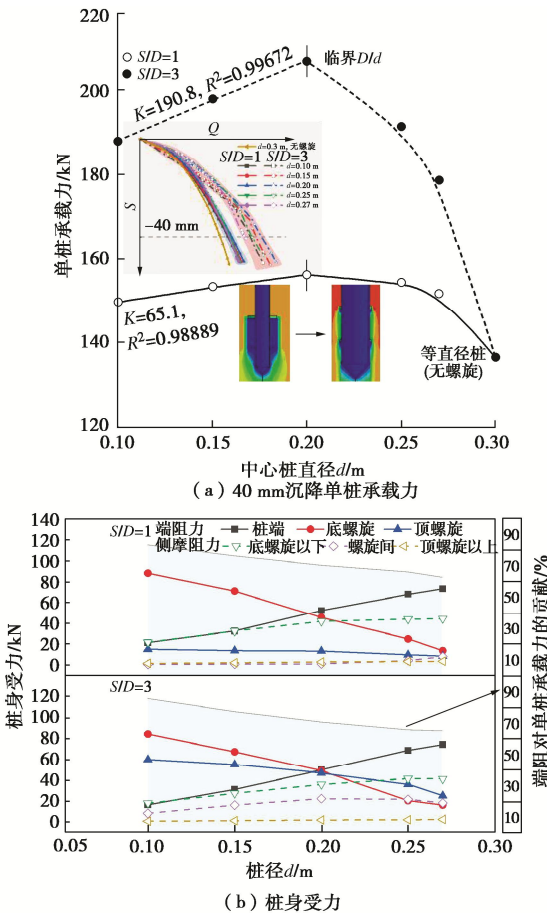 220
200
180
160
140
120
单桩承载力/kN
S/D=1
S/D=3
K=190.8, R²=0.99672
临界D/d
Q
S
-40 mm
d=0.3 m, 无螺旋
S/D=1 S/D=3
d=0.10 m
d=0.15 m
d=0.20 m
d=0.25 m
d=0.27 m
K=65.1,
R²=0.98889
等直径桩
(无螺旋)
0.10 0.15 0.20 0.25 0.30
中心桩直径d/m
(a) 40 mm沉降单桩承载力
140
120
100
80
60
40
20
0
S/D=1 端阻力 桩端 底螺旋 顶螺旋
侧摩阻力 底螺旋以下 螺旋间 顶螺旋以上
90
70
50
30
10
桩身受力/kN
端阻对单桩承载力的贡献/%
120
100
80
60
40
20
0
S/D=3
90
70
50
30
10
0.05 0.10 0.15 0.20 0.25 0.30
桩径d/m
(b) 桩身受力